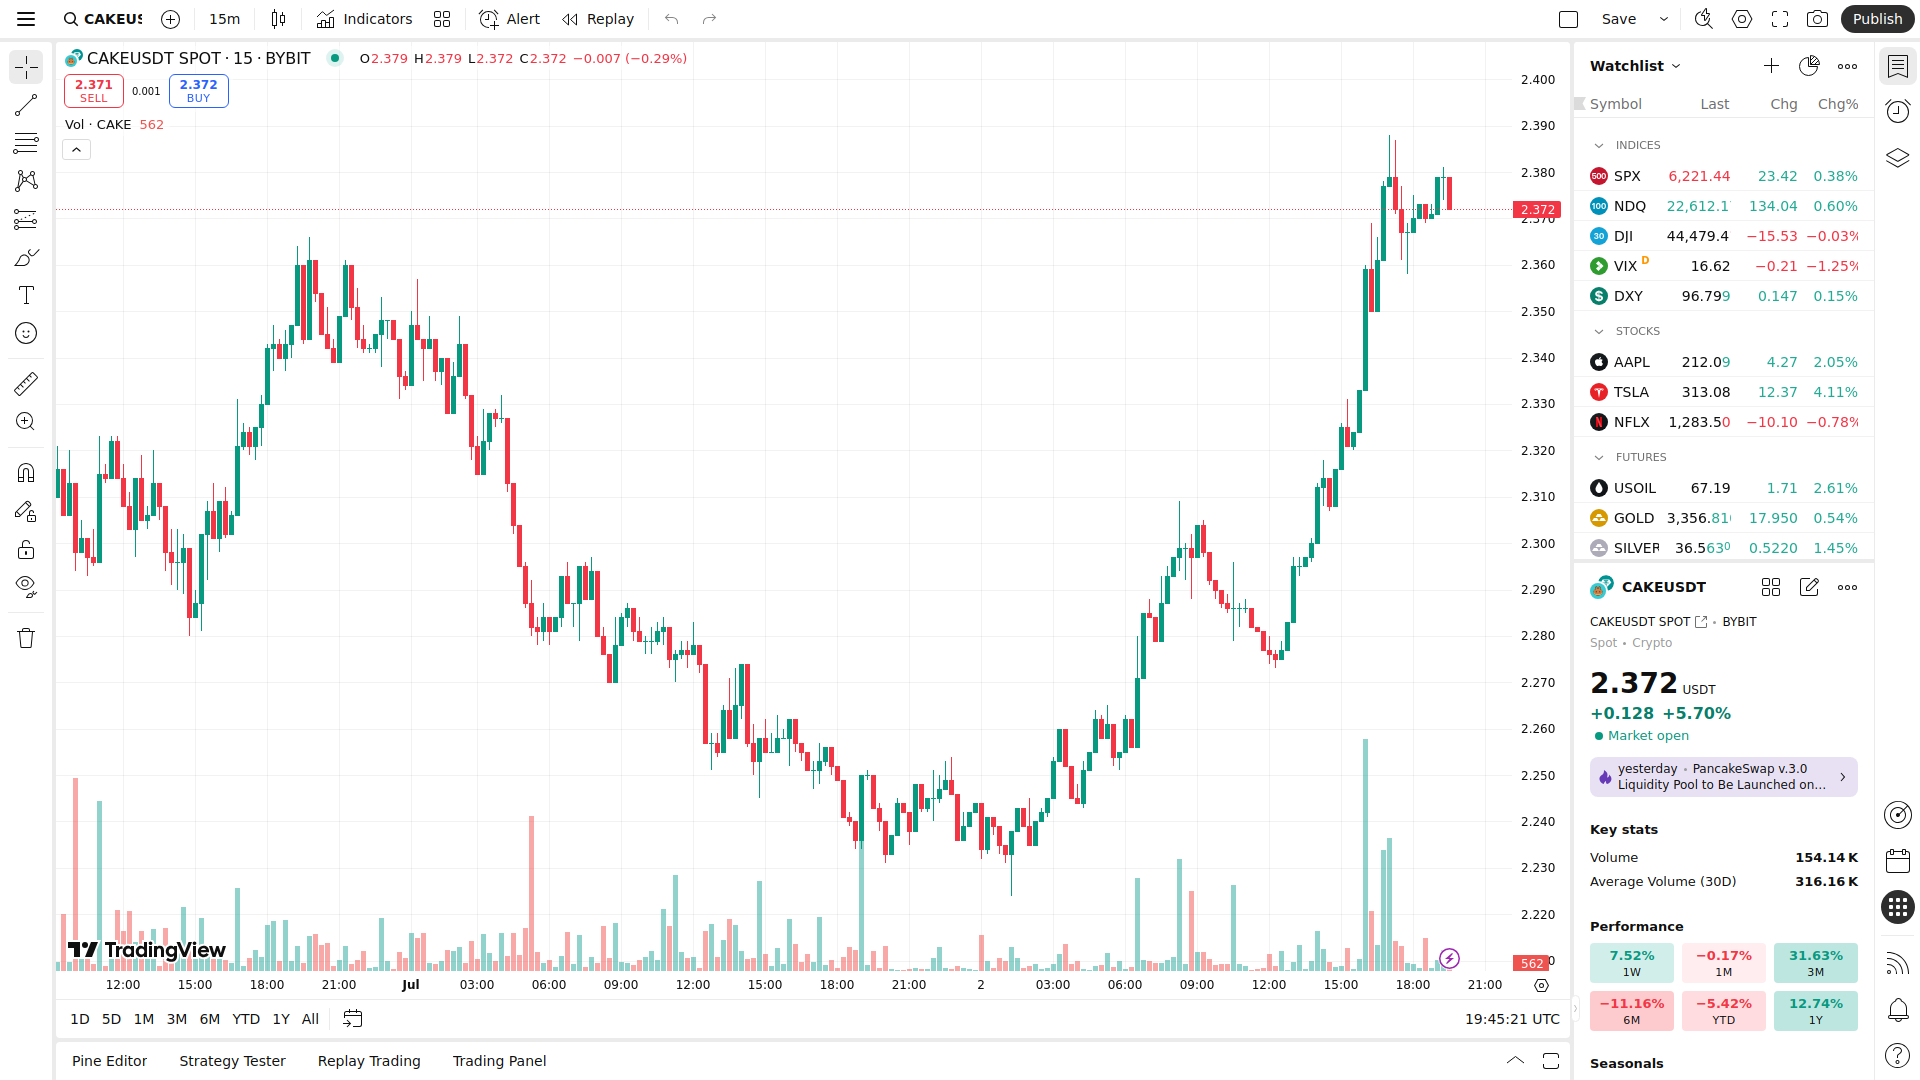 CAKEUS
15m
Indicators
Alert
Replay
Save
Publish
CAKEUSDT SPOT · 15 · BYBIT
O2.379 H2.379 L2.372 C2.372 −0.007 (−0.29%)
2.371
SELL
0.001
2.372
BUY
Vol · CAKE 562
2.400
2.390
2.380
2.372
2.370
2.360
2.350
2.340
2.330
2.320
2.310
2.300
2.290
2.280
2.270
2.260
2.250
2.240
2.230
2.220
562
TradingView
12:00 15:00 18:00 21:00 Jul 03:00 06:00 09:00 12:00 15:00 18:00 21:00 2 03:00 06:00 09:00 12:00 15:00 18:00 21:00
1D 5D 1M 3M 6M YTD 1Y All
19:45:21 UTC
Pine Editor Strategy Tester Replay Trading Trading Panel
Watchlist
Symbol Last Chg Chg%
INDICES
500 SPX 6,221.44 23.42 0.38%
100 NDQ 22,612.1 134.04 0.60%
30 DJI 44,479.4 −15.53 −0.03%
VIX D 16.62 −0.21 −1.25%
DXY 96.799 0.147 0.15%
STOCKS
AAPL 212.09 4.27 2.05%
TSLA 313.08 12.37 4.11%
NFLX 1,283.50 −10.10 −0.78%
FUTURES
USOIL 67.19 1.71 2.61%
GOLD 3,356.81 17.950 0.54%
SILVER 36.5630 0.5220 1.45%
CAKEUSDT
CAKEUSDT SPOT • BYBIT
Spot • Crypto
2.372 USDT
+0.128 +5.70%
Market open
yesterday • PancakeSwap v.3.0
Liquidity Pool to Be Launched on...
Key stats
Volume 154.14 K
Average Volume (30D) 316.16 K
Performance
7.52% −0.17% 31.63%
1W 1M 3M
−11.16% −5.42% 12.74%
6M YTD 1Y
Seasonals